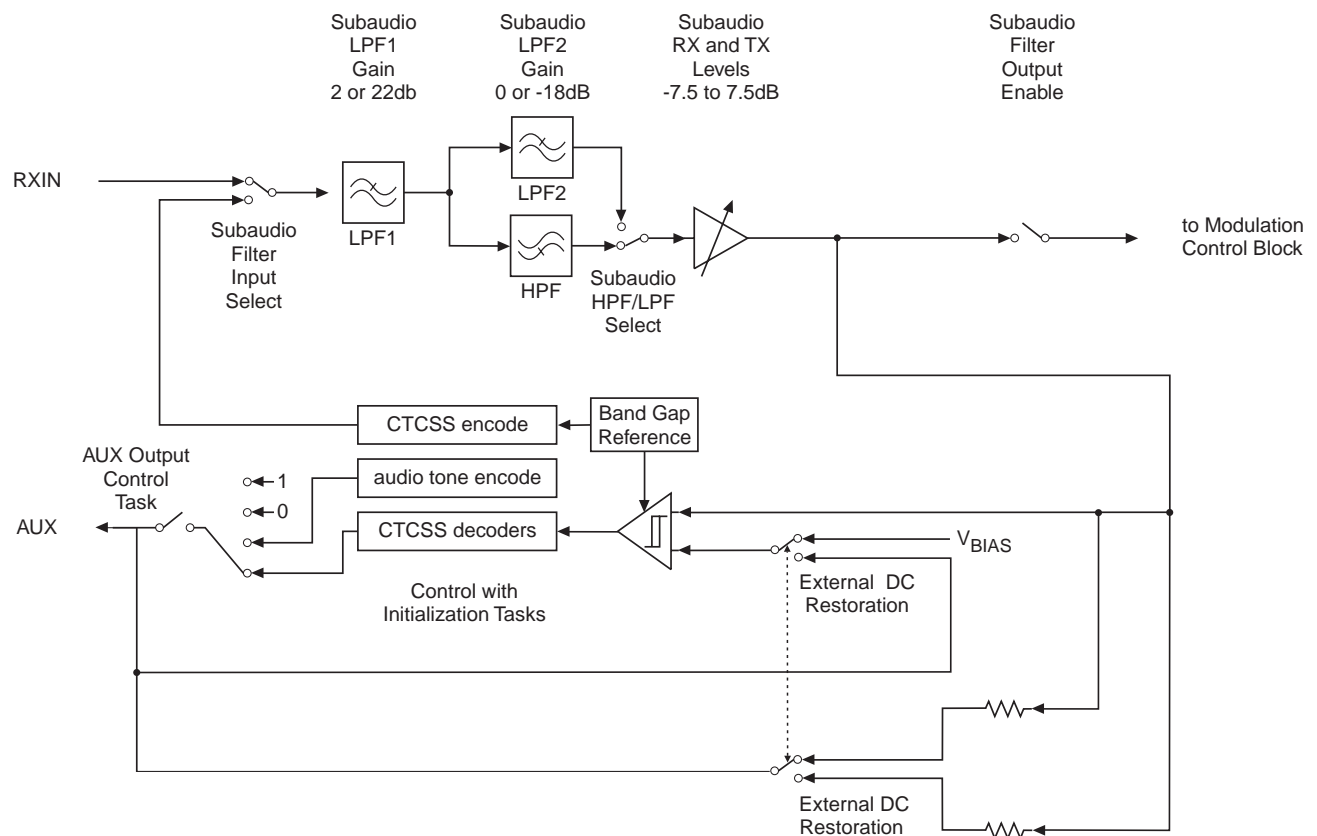 Subaudio
LPF1
Gain
2 or 22db
Subaudio
LPF2
Gain
0 or -18dB
Subaudio
RX and TX
Levels
-7.5 to 7.5dB
Subaudio
Filter
Output
Enable
RXIN
LPF1
LPF2
HPF
Subaudio
Filter
Input
Select
Subaudio
HPF/LPF
Select
to Modulation
Control Block
CTCSS encode
Band Gap
Reference
AUX Output
Control
Task
1
audio tone encode
0
AUX
CTCSS decoders
VBIAS
External DC
Restoration
Control with
Initialization Tasks
External DC
Restoration